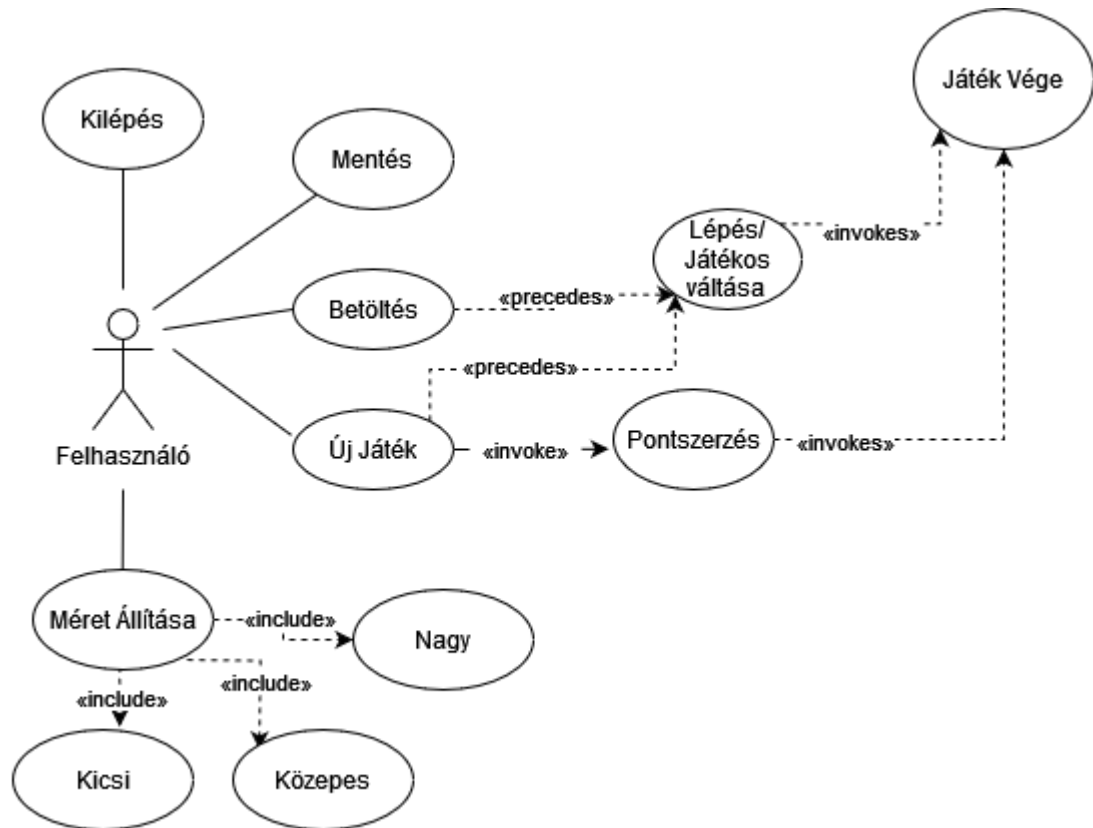 Játék Vége
Kilépés
Mentés
Lépés/
Játékos
váltása
«invokes»
Betöltés
«precedes»
«precedes»
Felhasználó
Új Játék
«invoke»
Pontszerzés
«invokes»
Méret Állítása
«include»
Nagy
«include»
«include»
Kicsi
Közepes